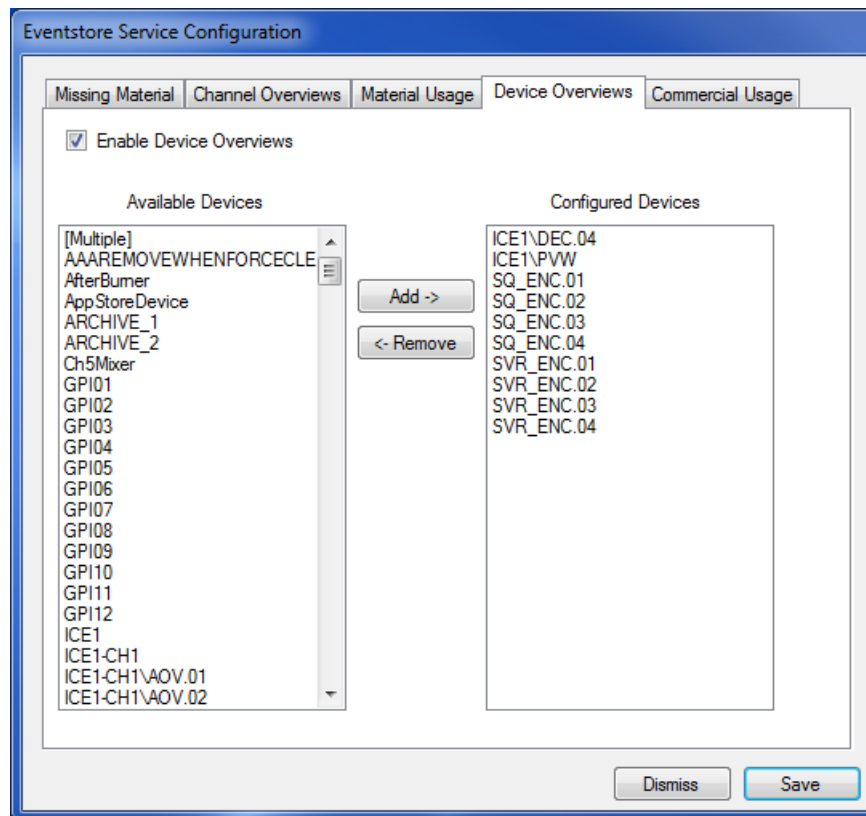 Eventstore Service Configuration
Missing Material Channel Overviews Material Usage Device Overviews Commercial Usage
Enable Device Overviews
Available Devices
[Multiple]
AAAREMOVEWHENFORCECLE
AfterBurner
AppStoreDevice
ARCHIVE_1
ARCHIVE_2
Ch5Mixer
GPI01
GPI02
GPI03
GPI04
GPI05
GPI06
GPI07
GPI08
GPI09
GPI10
GPI11
GPI12
ICE1
ICE1-CH1
ICE1-CH1\AOV.01
ICE1-CH1\AOV.02
Add ->
<- Remove
Configured Devices
ICE1\DEC.04
ICE1\PVW
SQ_ENC.01
SQ_ENC.02
SQ_ENC.03
SQ_ENC.04
SVR_ENC.01
SVR_ENC.02
SVR_ENC.03
SVR_ENC.04
Dismiss Save